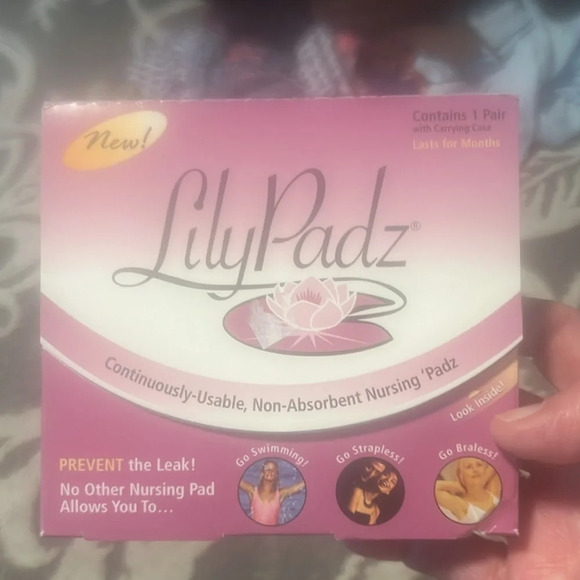 New!
Contains 1 Pair
with Carrying Case
Lasts for Months
LilyPadz®
Continuously-Usable, Non-Absorbent Nursing 'Padz
Look Inside!
PREVENT the Leak!
No Other Nursing Pad
Allows You To...
Go Swimming!
Go Strapless!
Go Braless!